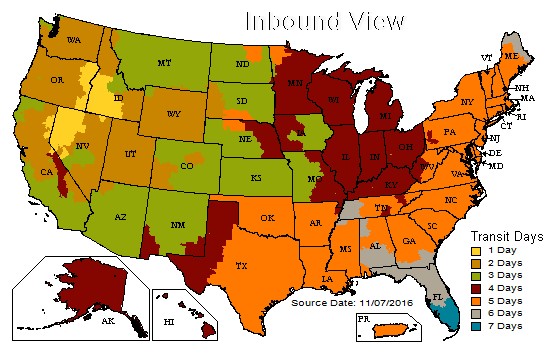 Inbound View
WA
OR
ID
MT
ND
MN
SD
WY
NV
UT
CO
CA
AZ
NM
NE
KS
IA
WI
MI
IL
IN
OH
MO
KY
WV
VA
PA
NY
VT
ME
NH
MA
RI
CT
NJ
DE
MD
NC
TN
SC
OK
AR
TX
LA
MS
AL
GA
FL
AK
HI
PR
Source Date: 11/07/2016
Transit Days
1 Day
2 Days
3 Days
4 Days
5 Days
6 Days
7 Days